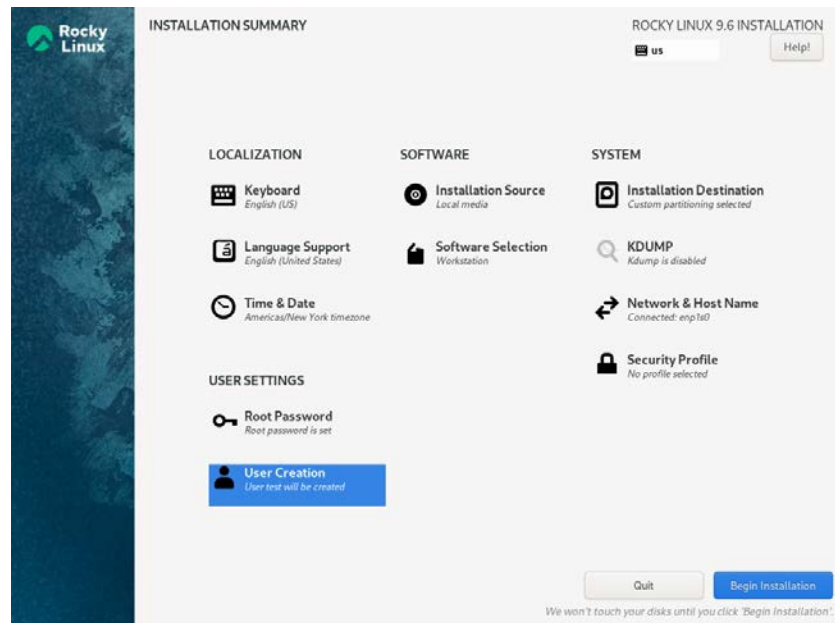 Rocky
Linux
INSTALLATION SUMMARY
ROCKY LINUX 9.6 INSTALLATION
us
Help!
LOCALIZATION
Keyboard
English (US)
Language Support
English (United States)
Time & Date
Americas/New York timezone
USER SETTINGS
Root Password
Root password is set
User Creation
User test will be created
SOFTWARE
Installation Source
Local media
Software Selection
Workstation
SYSTEM
Installation Destination
Custom partitioning selected
KDUMP
Kdump is disabled
Network & Host Name
Connected: enp1s0
Security Profile
No profile selected
Quit
Begin Installation
We won't touch your disks until you click 'Begin Installation'.